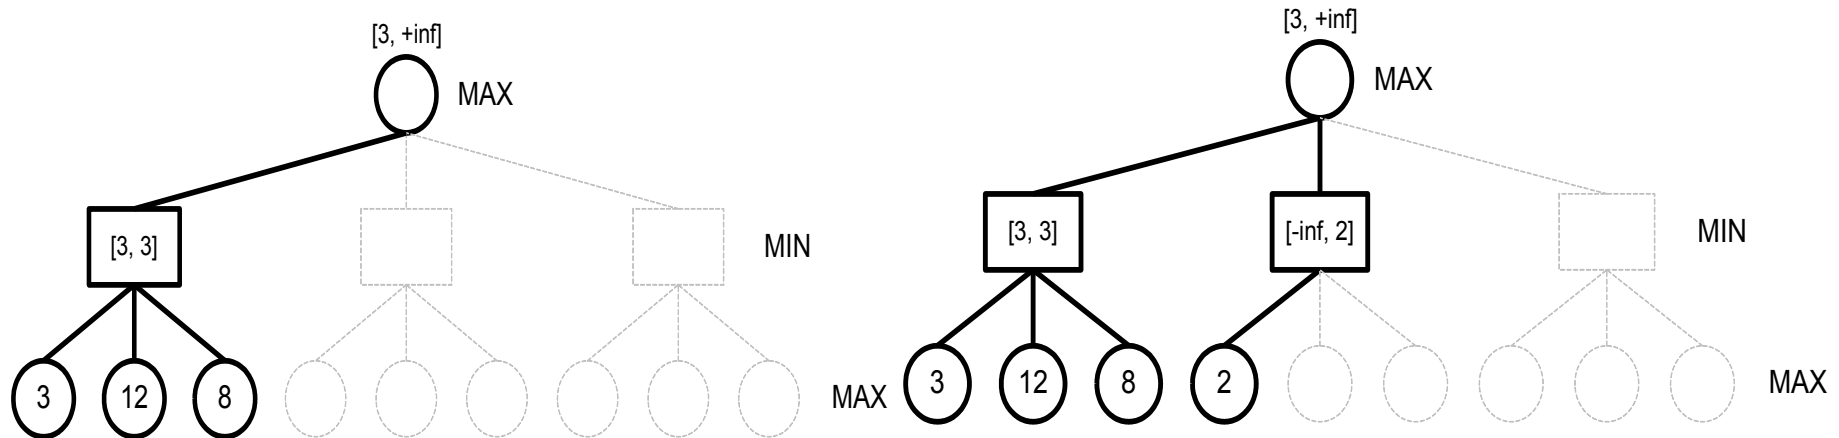 [3, +inf]
MAX
[3, 3]
MIN
3 12 8
MAX
[3, +inf]
MAX
[3, 3] [-inf, 2]
MIN
3 12 8 2
MAX